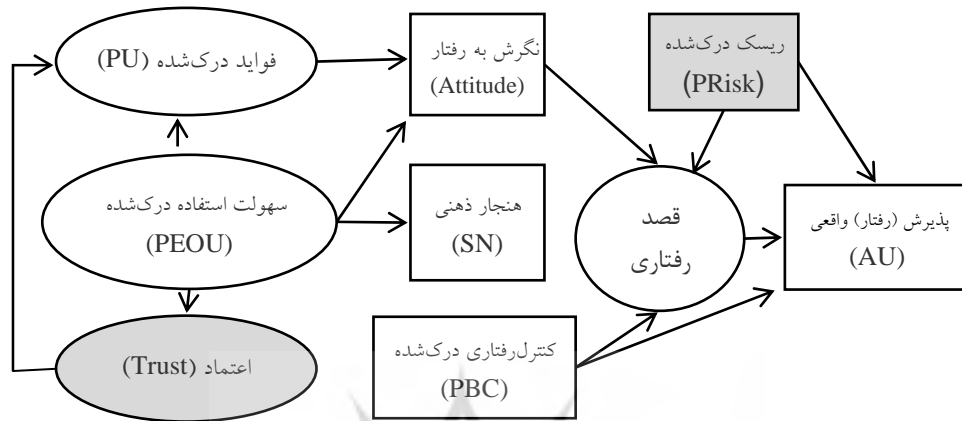 فواید درک‌شده (PU)
نگرش به رفتار
(Attitude)
ریسک درک‌شده
(PRisk)
سهولت استفاده درک‌شده
(PEOU)
هنجار ذهنی
(SN)
قصد
رفتاری
پذیرش (رفتار) واقعی
(AU)
اعتماد (Trust)
کنترل‌رفتاری درک‌شده
(PBC)